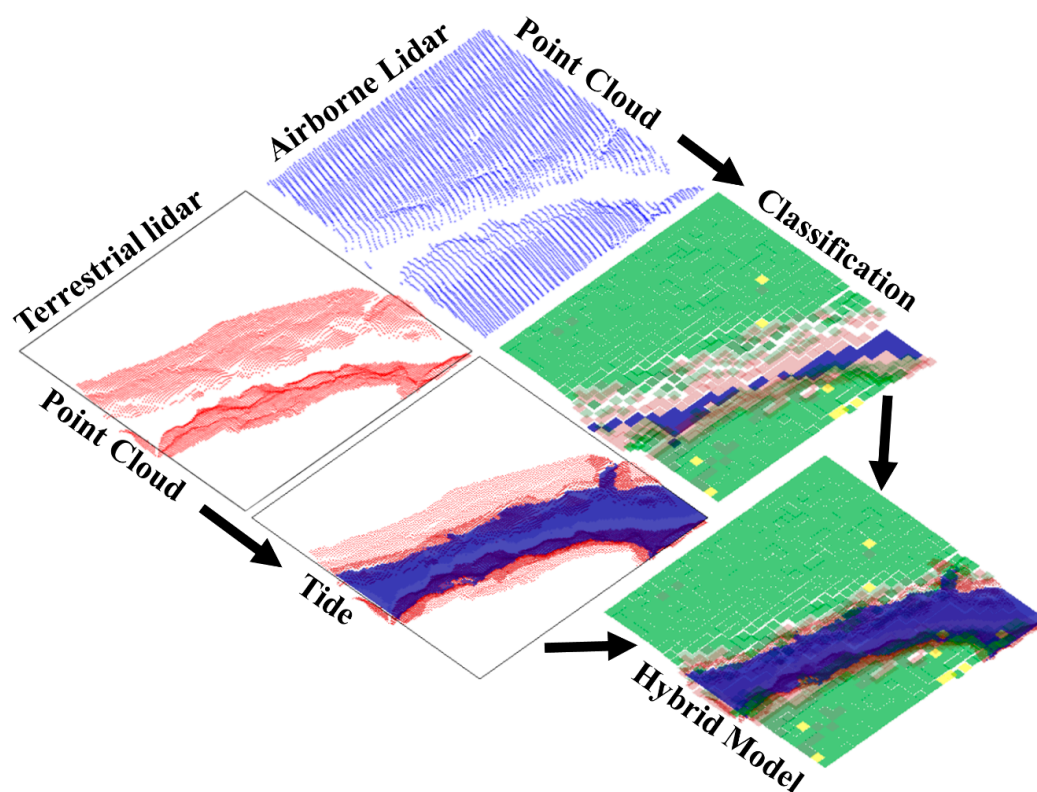 Airborne Lidar
Point Cloud
Classification
Terrestrial lidar
Point Cloud
Tide
Hybrid Model